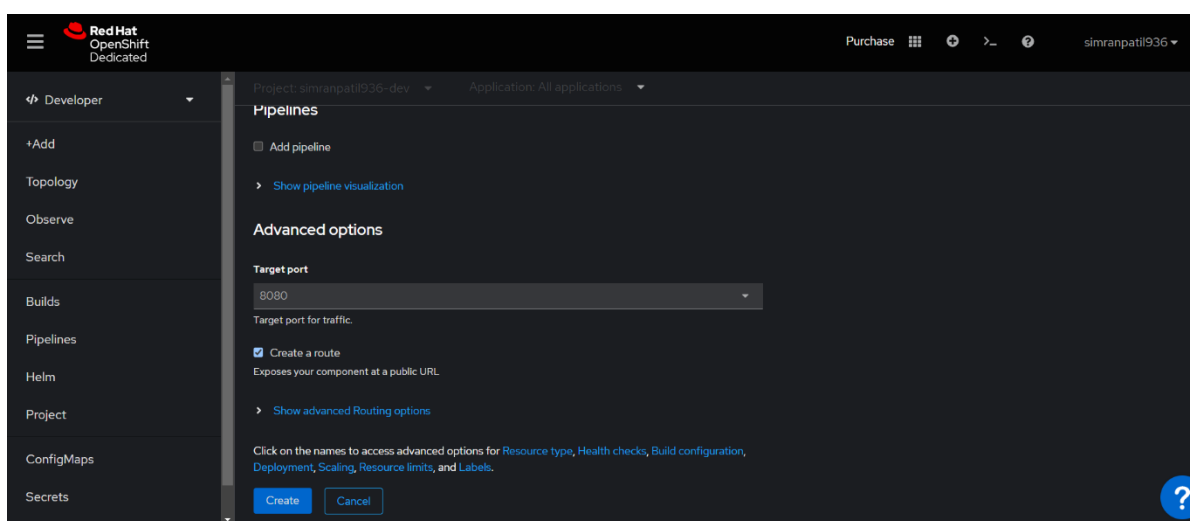 Red Hat
OpenShift
Dedicated
Purchase
simranpatil936
Developer
Project: simranpatil936-dev
Application: All applications
+Add
Topology
Observe
Search
Builds
Pipelines
Helm
Project
ConfigMaps
Secrets
Pipelines
Add pipeline
Show pipeline visualization
Advanced options
Target port
8080
Target port for traffic.
Create a route
Exposes your component at a public URL
Show advanced Routing options
Click on the names to access advanced options for Resource type, Health checks, Build configuration,
Deployment, Scaling, Resource limits, and Labels.
Create Cancel